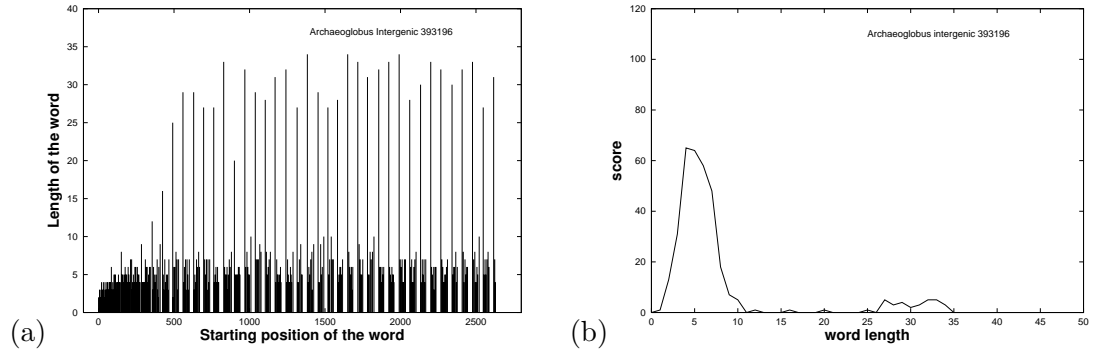 Archaeoglobus Intergenic 393196
Length of the word
40
35
30
25
20
15
10
5
0
0 500 1000 1500 2000 2500
Starting position of the word
(a)
Archaeoglobus intergenic 393196
score
120
100
80
60
40
20
0
0 5 10 15 20 25 30 35 40 45 50
word length
(b)